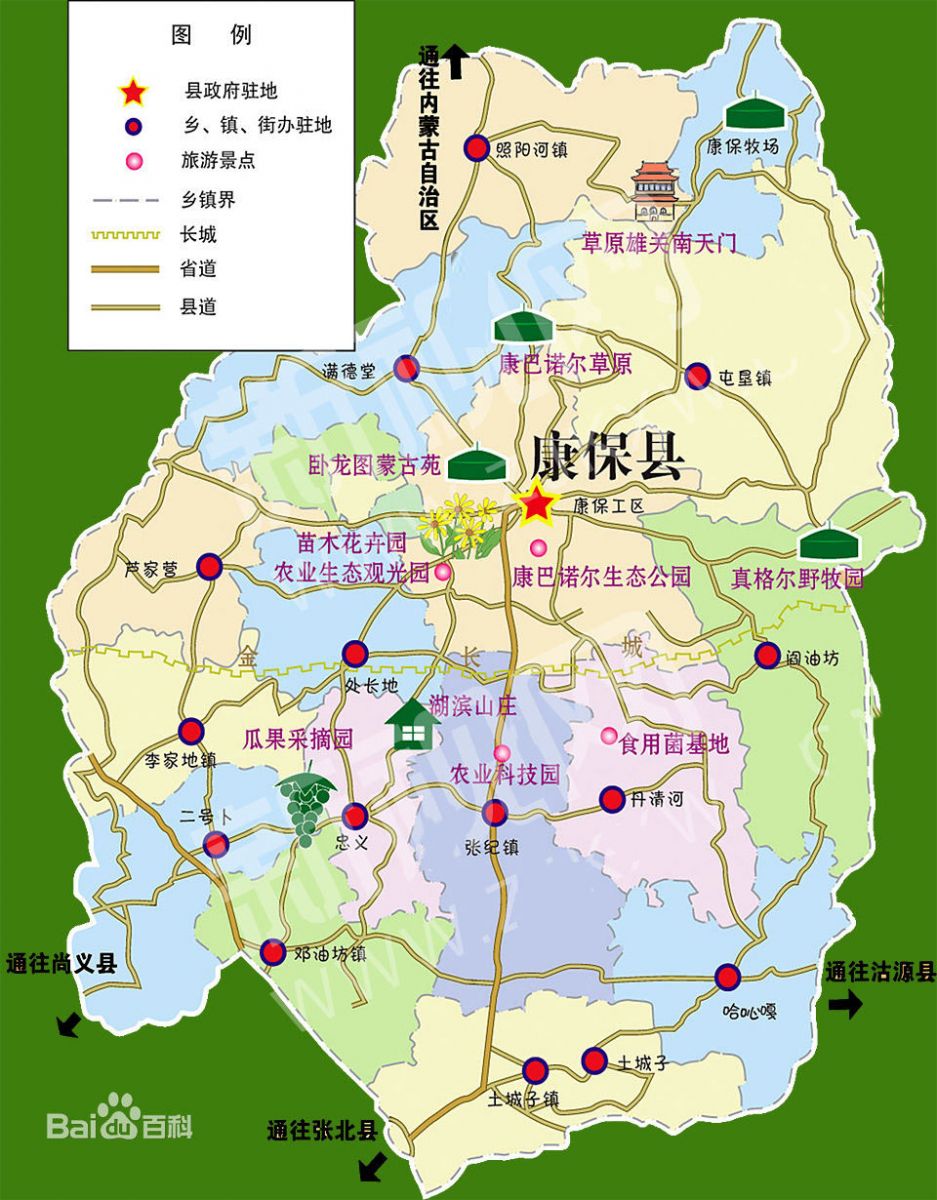 图 例
县政府驻地
乡、镇、街办驻地
旅游景点
乡镇界
长城
省道
县道
通往内蒙古自治区
照阳河镇
康保牧场
草原雄关南天门
满德堂
康巴诺尔草原
屯垦镇
卧龙图蒙古苑
康保县
康保工区
苗木花卉园
农业生态观光园
康巴诺尔生态公园
真格尔野牧园
芦家营
金 长 城
阎油坊
处长地
湖滨山庄
李家地镇
瓜果采摘园
食用菌基地
农业科技园
二号卜
忠义
张纪镇
丹清河
邓油坊镇
通往尚义县
通往沽源县
哈咇嘎
土城子
土城子镇
通往张北县
Bai du 百科